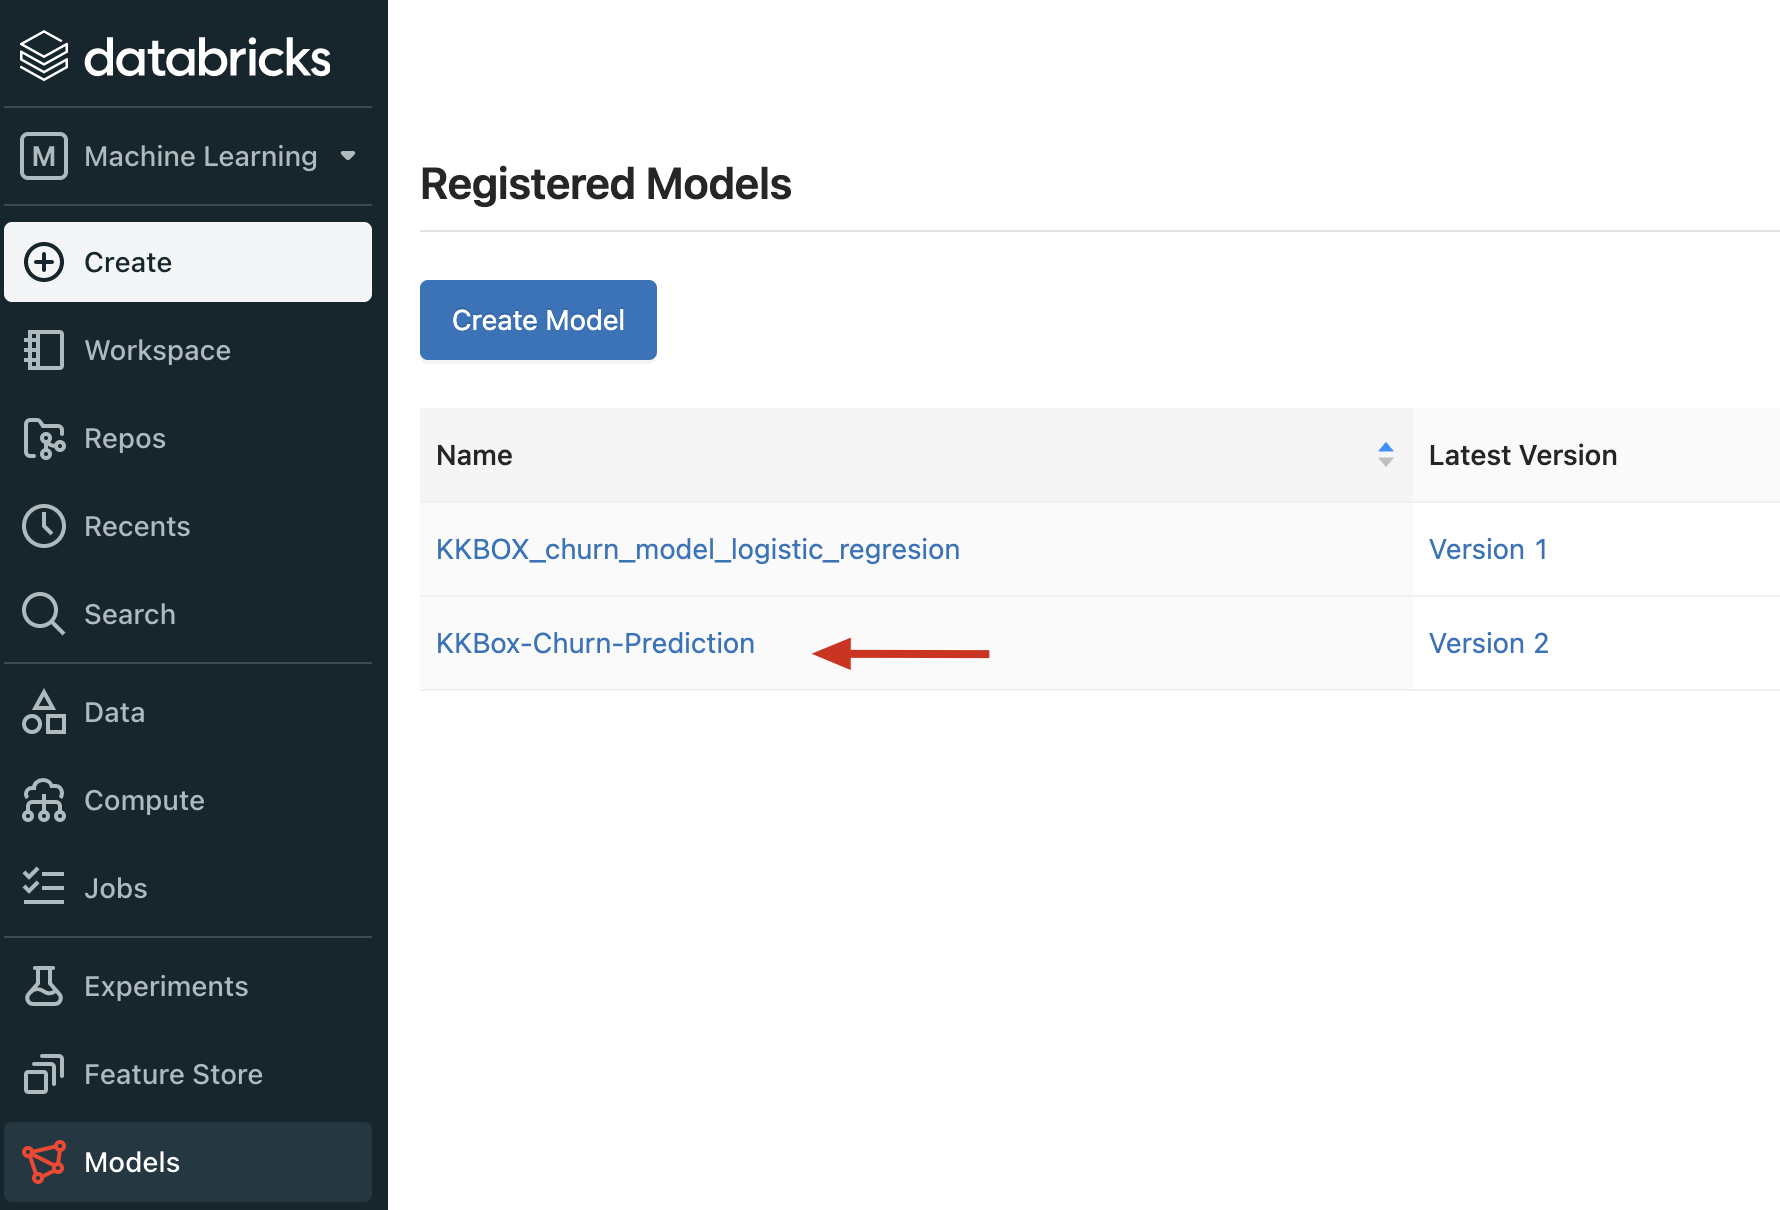 databricks
M Machine Learning
Create
Workspace
Repos
Recents
Search
Data
Compute
Jobs
Experiments
Feature Store
Models
Registered Models
Create Model
Name Latest Version
KKBOX_churn_model_logistic_regresion Version 1
KKBox-Churn-Prediction Version 2